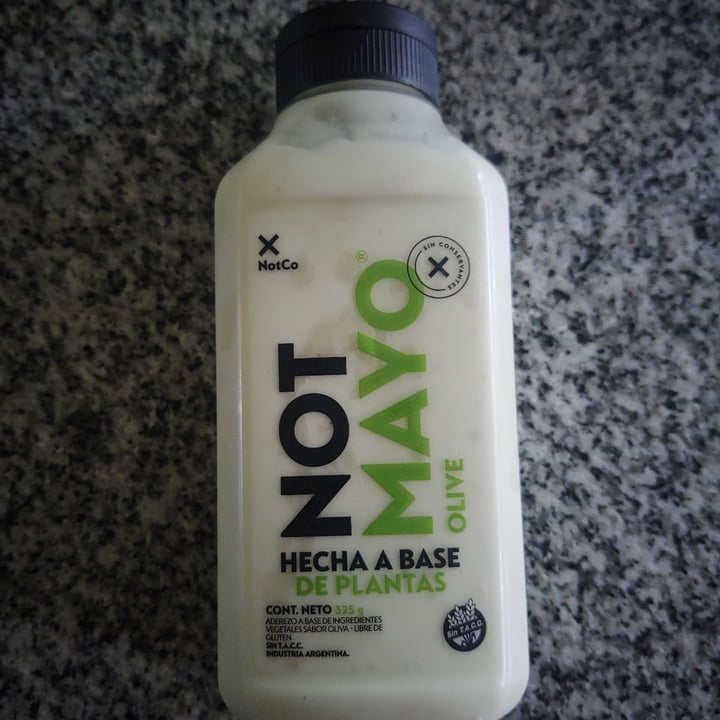 NotCo
SIN CONSERVANTES
NOT
MAYO®
OLIVE
HECHA A BASE
DE PLANTAS
CONT. NETO 325 g
ADEREZO A BASE DE INGREDIENTES
VEGETALES SABOR OLIVA - LIBRE DE
GLUTEN
SIN T.A.C.C.
INDUSTRIA ARGENTINA.
Sin T.A.C.C.